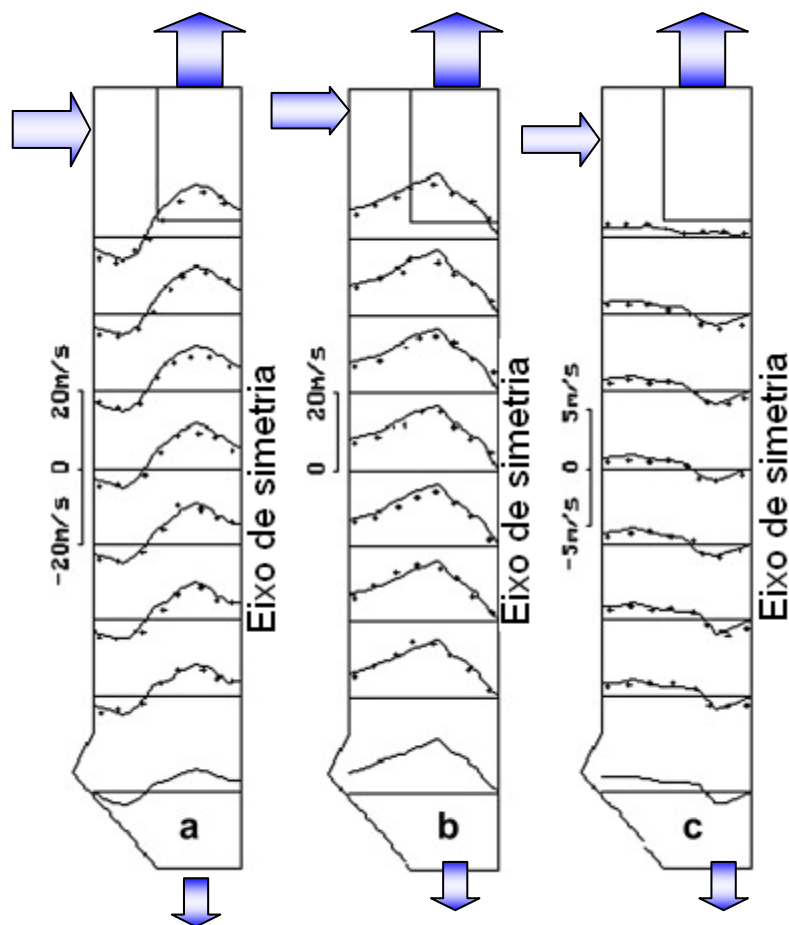 20m/s
0
-20m/s
Eixo de simetria
a
20m/s
0
Eixo de simetria
b
5m/s
0
-5m/s
Eixo de simetria
c